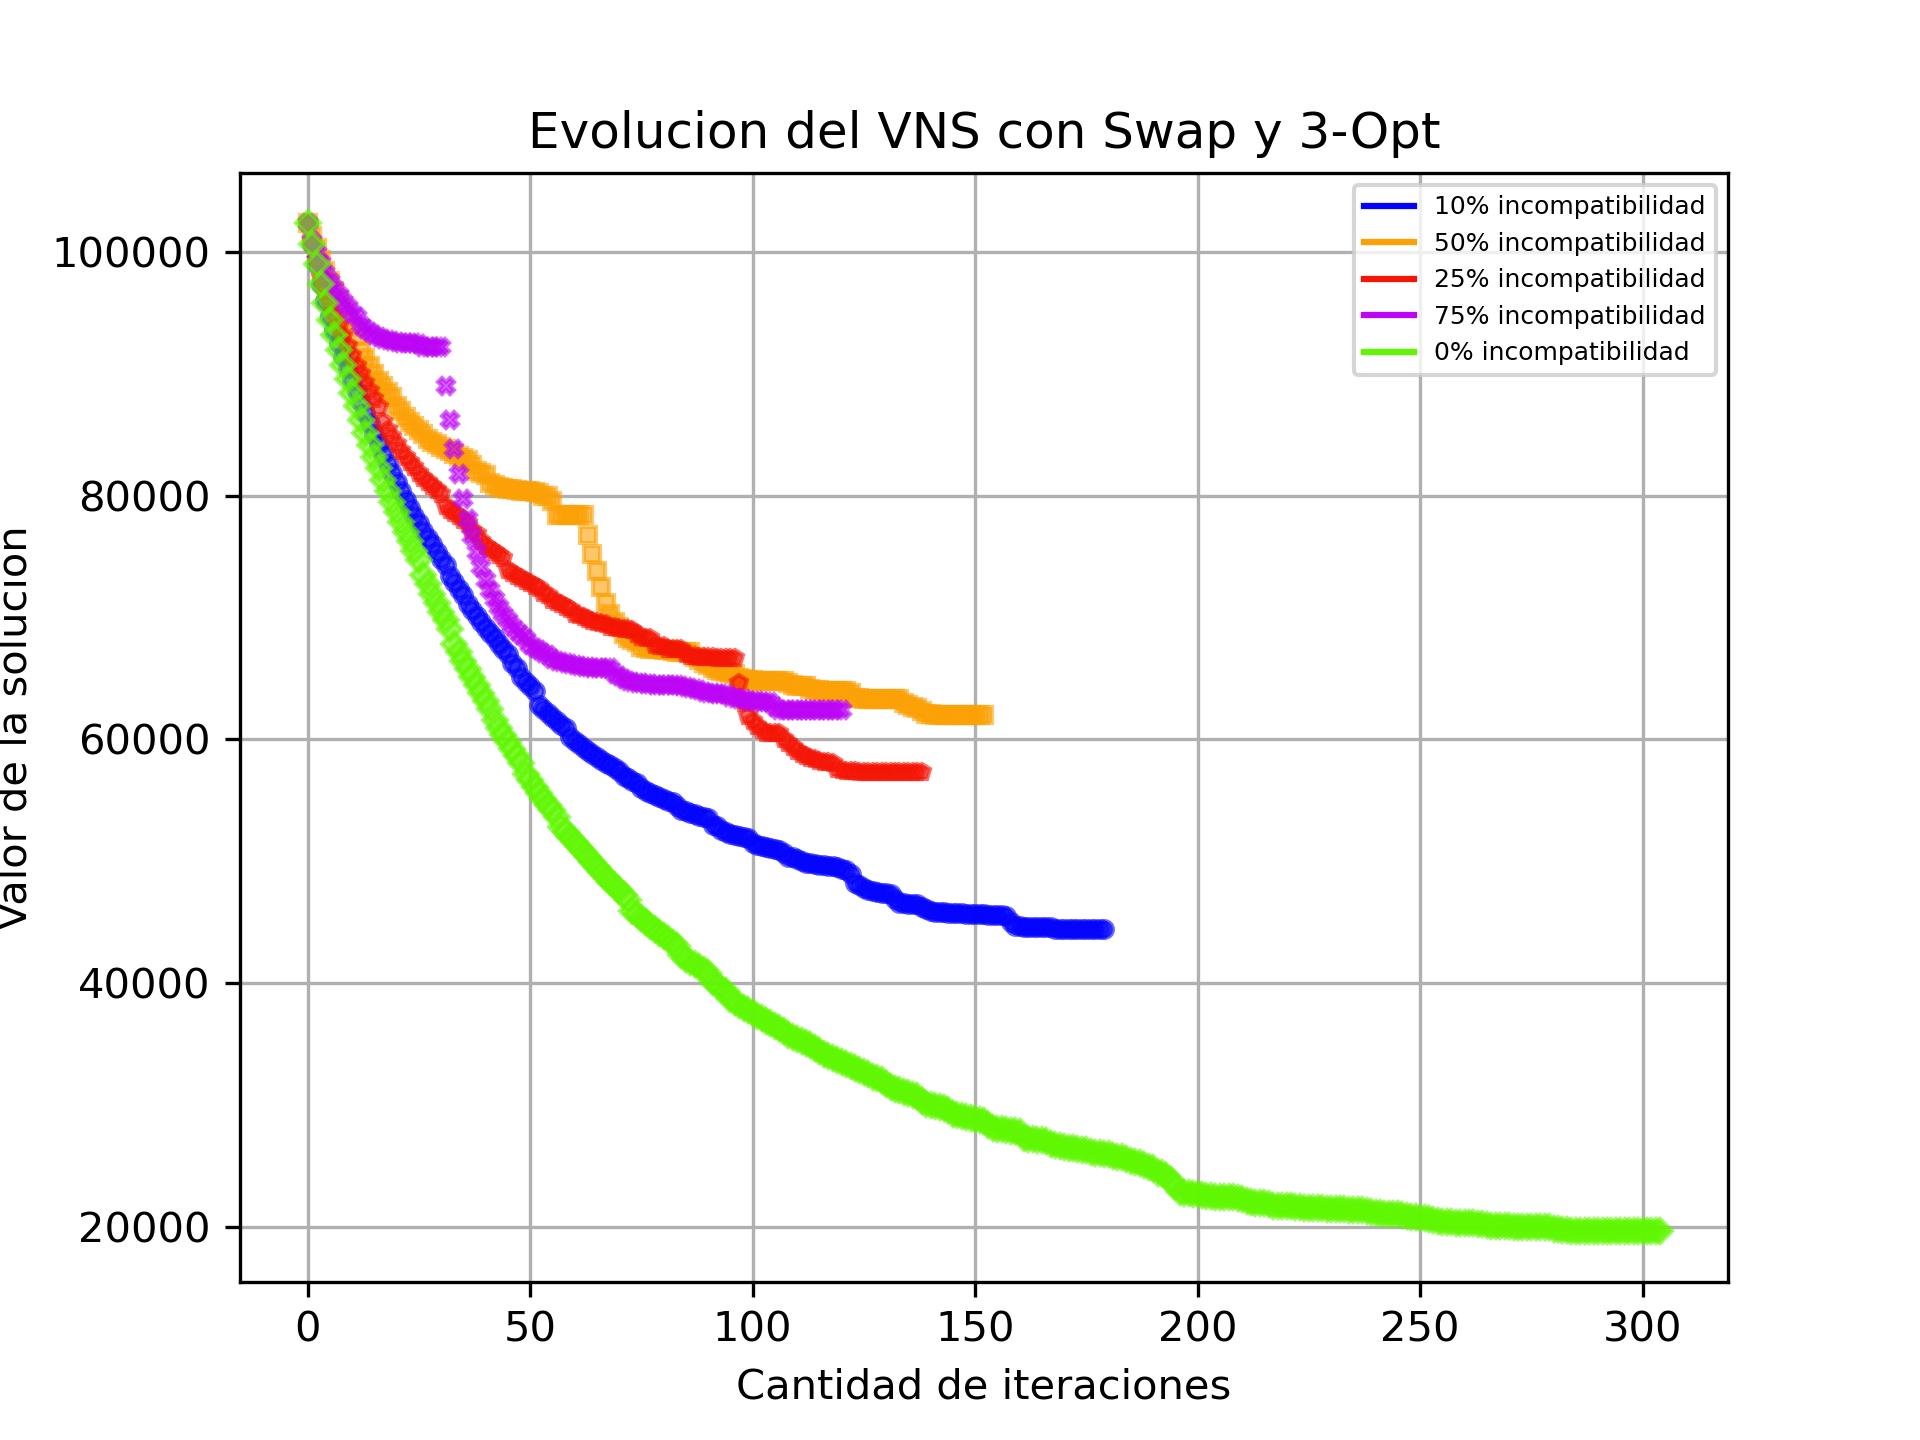 Evolucion del VNS con Swap y 3-Opt
10% incompatibilidad
50% incompatibilidad
25% incompatibilidad
75% incompatibilidad
0% incompatibilidad
100000
80000
60000
40000
20000
Valor de la solucion
0 50 100 150 200 250 300
Cantidad de iteraciones